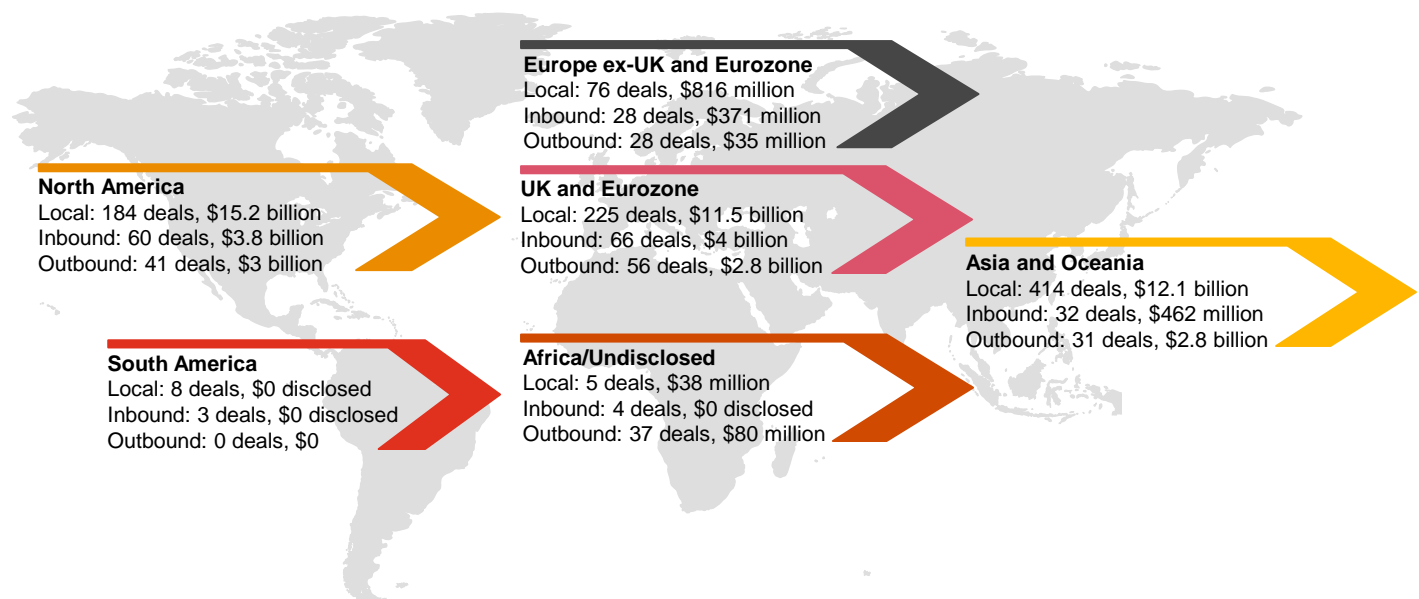 Europe ex-UK and Eurozone
Local: 76 deals, $816 million
Inbound: 28 deals, $371 million
Outbound: 28 deals, $35 million
North America
Local: 184 deals, $15.2 billion
Inbound: 60 deals, $3.8 billion
Outbound: 41 deals, $3 billion
UK and Eurozone
Local: 225 deals, $11.5 billion
Inbound: 66 deals, $4 billion
Outbound: 56 deals, $2.8 billion
Asia and Oceania
Local: 414 deals, $12.1 billion
Inbound: 32 deals, $462 million
Outbound: 31 deals, $2.8 billion
South America
Local: 8 deals, $0 disclosed
Inbound: 3 deals, $0 disclosed
Outbound: 0 deals, $0
Africa/Undisclosed
Local: 5 deals, $38 million
Inbound: 4 deals, $0 disclosed
Outbound: 37 deals, $80 million